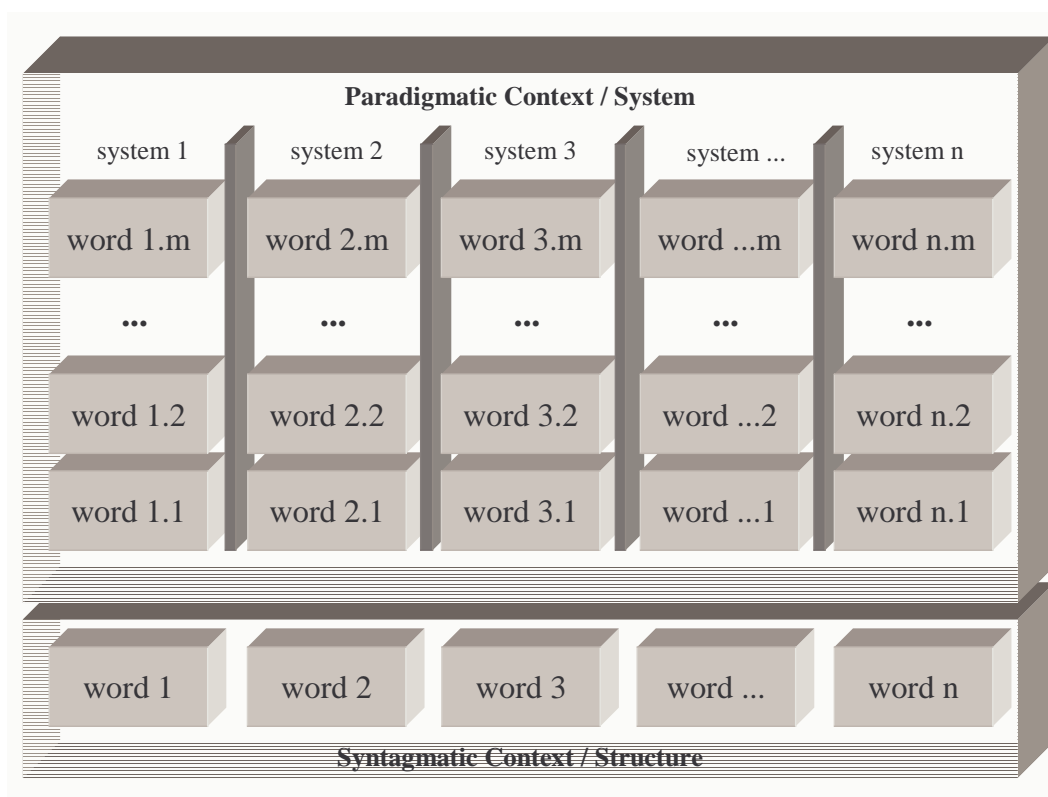 Paradigmatic Context / System
system 1 system 2 system 3 system ... system n
word 1.m word 2.m word 3.m word ...m word n.m
... ... ... ... ...
word 1.2 word 2.2 word 3.2 word ...2 word n.2
word 1.1 word 2.1 word 3.1 word ...1 word n.1
word 1 word 2 word 3 word ... word n
Syntagmatic Context / Structure